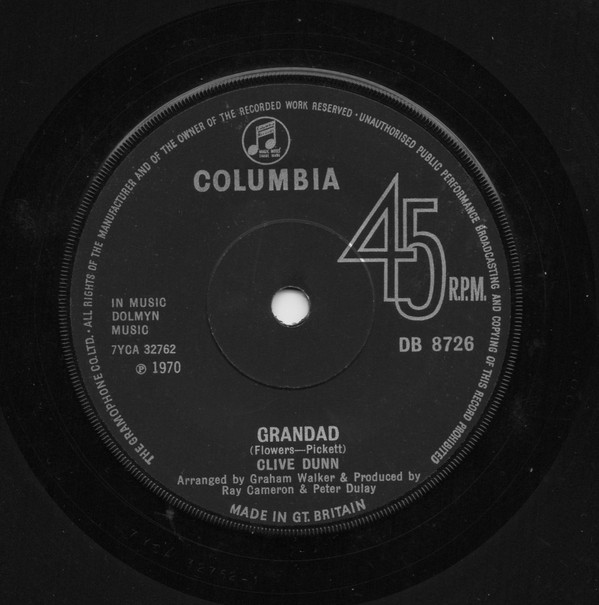 THE GRAMOPHONE CO. LTD. · ALL RIGHTS OF THE MANUFACTURER AND OF THE OWNER OF THE RECORDED WORK RESERVED · UNAUTHORISED PUBLIC PERFORMANCE BROADCASTING AND COPYING OF THIS RECORD PROHIBITED
COLUMBIA
45 R.P.M.
IN MUSIC
DOLMYN
MUSIC
7YCA 32762
℗ 1970
DB 8726
GRANDAD
(Flowers—Pickett)
CLIVE DUNN
Arranged by Graham Walker & Produced by
Ray Cameron & Peter Dulay
MADE IN GT. BRITAIN